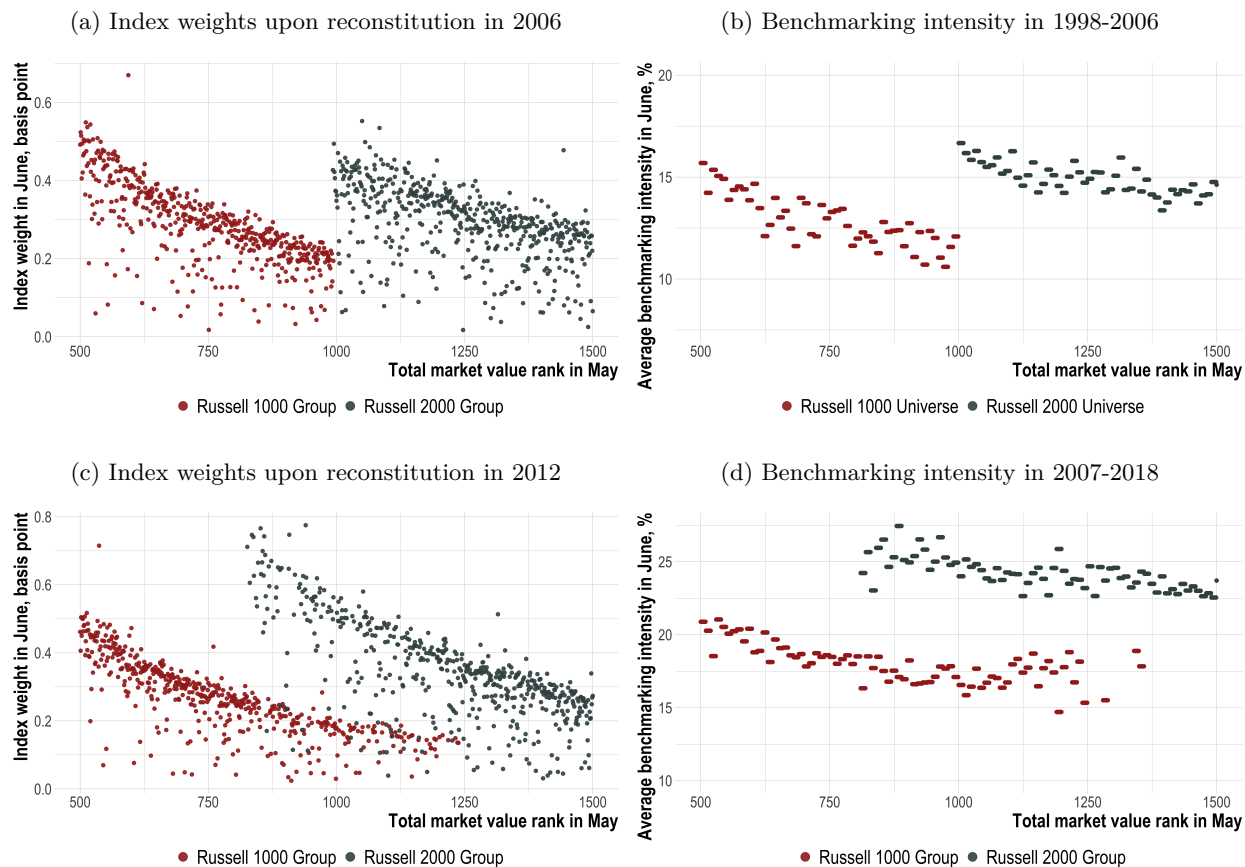 (a) Index weights upon reconstitution in 2006
Index weight in June, basis point
0.6
0.4
0.2
0.0
500
750
1000
1250
1500
Total market value rank in May
Russell 1000 Group
Russell 2000 Group
(b) Benchmarking intensity in 1998-2006
Average benchmarking intensity in June, %
20
15
10
500
750
1000
1250
1500
Total market value rank in May
Russell 1000 Universe
Russell 2000 Universe
(c) Index weights upon reconstitution in 2012
Index weight in June, basis point
0.8
0.6
0.4
0.2
0.0
500
750
1000
1250
1500
Total market value rank in May
Russell 1000 Group
Russell 2000 Group
(d) Benchmarking intensity in 2007-2018
Average benchmarking intensity in June, %
25
20
15
10
500
750
1000
1250
1500
Total market value rank in May
Russell 1000 Group
Russell 2000 Group